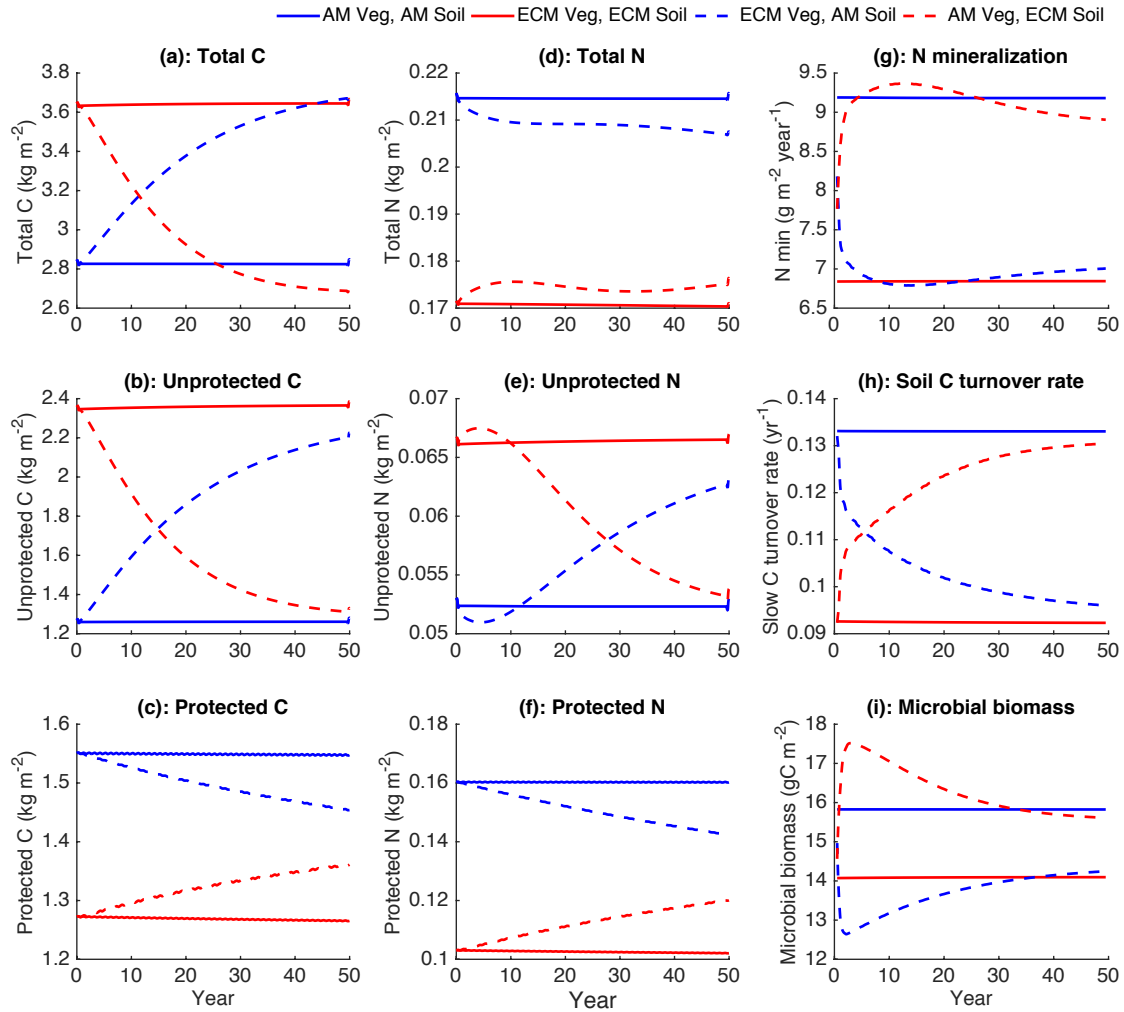 AM Veg, AM Soil ECM Veg, ECM Soil ECM Veg, AM Soil AM Veg, ECM Soil
(a): Total C
Total C (kg m-2)
3.8
3.6
3.4
3.2
3
2.8
2.6
0 10 20 30 40 50
(d): Total N
Total N (kg m-2)
0.22
0.21
0.2
0.19
0.18
0.17
0 10 20 30 40 50
(g): N mineralization
N min (g m-2 year-1)
9.5
9
8.5
8
7.5
7
6.5
0 10 20 30 40 50
(b): Unprotected C
Unprotected C (kg m-2)
2.4
2.2
2
1.8
1.6
1.4
1.2
0 10 20 30 40 50
(e): Unprotected N
Unprotected N (kg m-2)
0.07
0.065
0.06
0.055
0.05
0 10 20 30 40 50
(h): Soil C turnover rate
Slow C turnover rate (yr-1)
0.14
0.13
0.12
0.11
0.1
0.09
0 10 20 30 40 50
(c): Protected C
Protected C (kg m-2)
1.6
1.5
1.4
1.3
1.2
0 10 20 30 40 50
Year
(f): Protected N
Protected N (kg m-2)
0.18
0.16
0.14
0.12
0.1
0 10 20 30 40 50
Year
(i): Microbial biomass
Microbial biomass (gC m-2)
18
17
16
15
14
13
12
0 10 20 30 40 50
Year